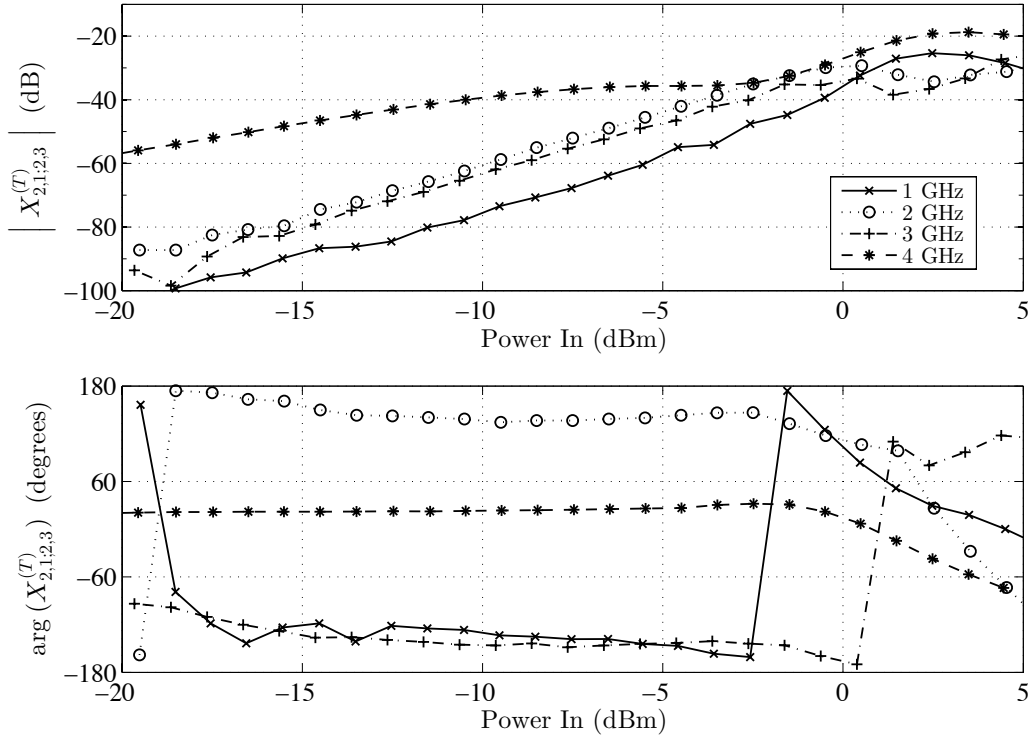 | X_{2,1;2,3}^{(T)} | (dB)
−20
−40
−60
−80
−100
−20 −15 −10 −5 0 5
Power In (dBm)
1 GHz
2 GHz
3 GHz
4 GHz
arg (X_{2,1;2,3}^{(T)}) (degrees)
180
60
−60
−180
−20 −15 −10 −5 0 5
Power In (dBm)